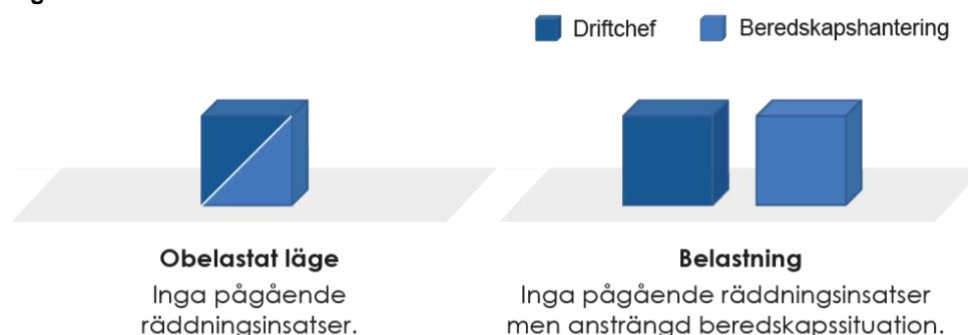 Driftchef Beredskapshantering
Obelastat läge
Inga pågående
räddningsinsatser.
Belastning
Inga pågående räddningsinsatser
men ansträngd beredskapssituation.